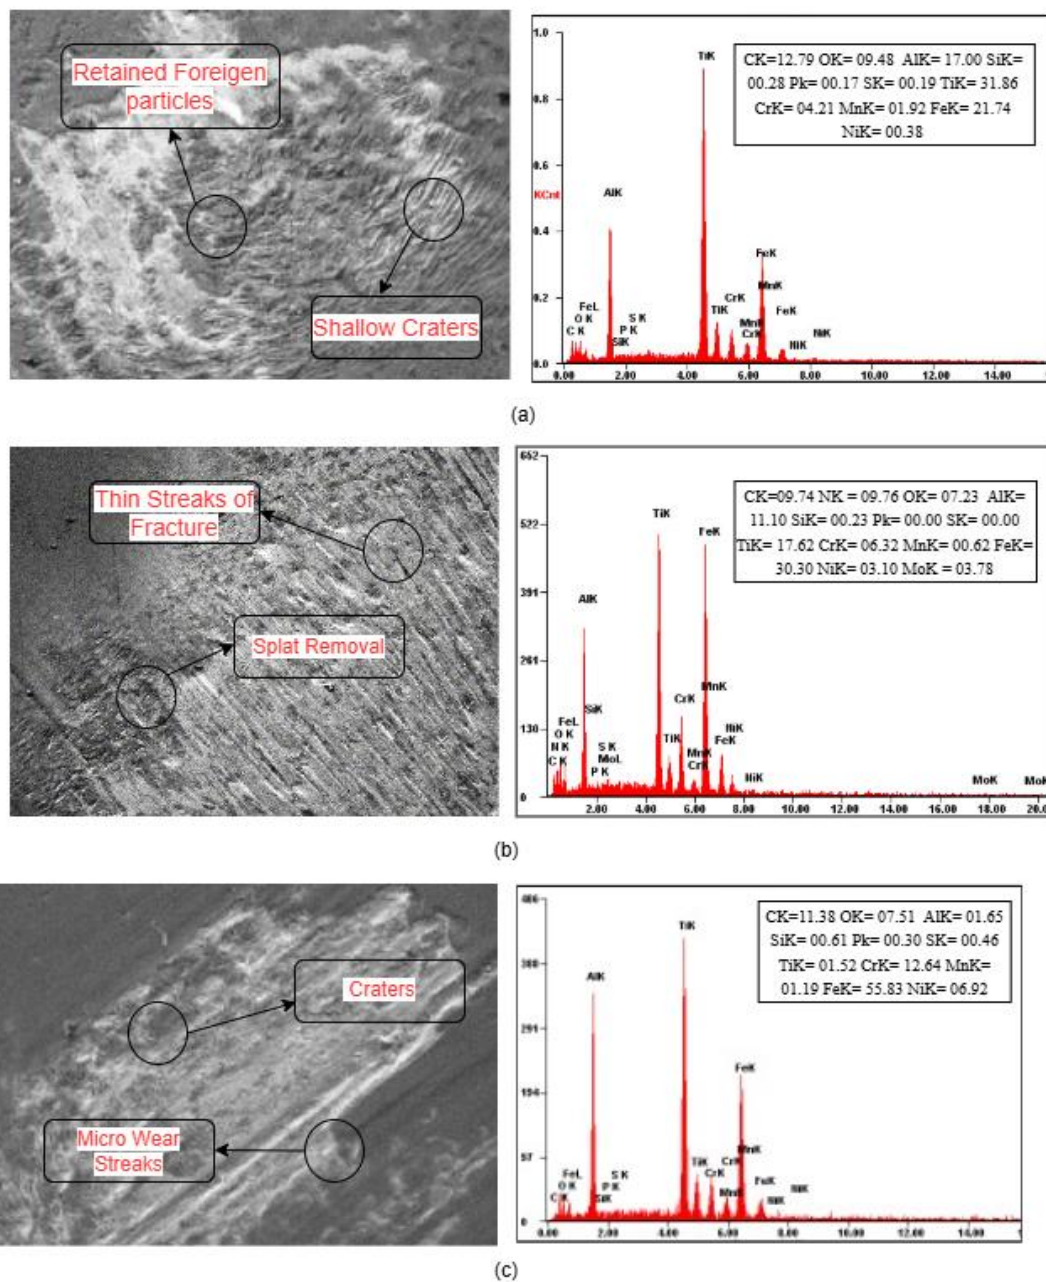 Retained Foreigen
particles
Shallow Craters
1.0
0.8
0.6
KCnt
0.4
0.2
0.0
TiK
CK=12.79 OK= 09.48 AlK= 17.00 SiK=
00.28 Pk= 00.17 SK= 00.19 TiK= 31.86
CrK= 04.21 MnK= 01.92 FeK= 21.74
NiK= 00.38
AlK
FeK
MnK
FeL
O K
C K
S K
P K
SiK
TiK
CrK
MnK
CrK
FeK
NiK
NiK
0.00 2.00 4.00 6.00 8.00 10.00 12.00 14.00
(a)
Thin Streaks of
Fracture
Splat Removal
652
522
391
261
130
0
TiK
FeK
CK=09.74 NK = 09.76 OK= 07.23 AlK=
11.10 SiK= 00.23 Pk= 00.00 SK= 00.00
TiK= 17.62 CrK= 06.32 MnK= 00.62 FeK=
30.30 NiK= 03.10 MoK = 03.78
AlK
CrK
MnK
SiK
FeL
O K
N K
C K
S K
MoL
P K
TiK
MnK
CrK
NiK
FeK
NiK
MoK
MoK
2.00 4.00 6.00 8.00 10.00 12.00 14.00 16.00 18.00 20.0
(b)
Craters
Micro Wear
Streaks
291
0
TiK
CK=11.38 OK= 07.51 AlK= 01.65
SiK= 00.61 Pk= 00.30 SK= 00.46
TiK= 01.52 CrK= 12.64 MnK=
01.19 FeK= 55.83 NiK= 06.92
AlK
FeK
MnK
FeL
O K
C K
S K
P K
SiK
TiK
CrK
CrK
FeK
NiK
NiK
0.00 2.00 4.00 6.00 8.00 10.00 12.00 14.00
(c)